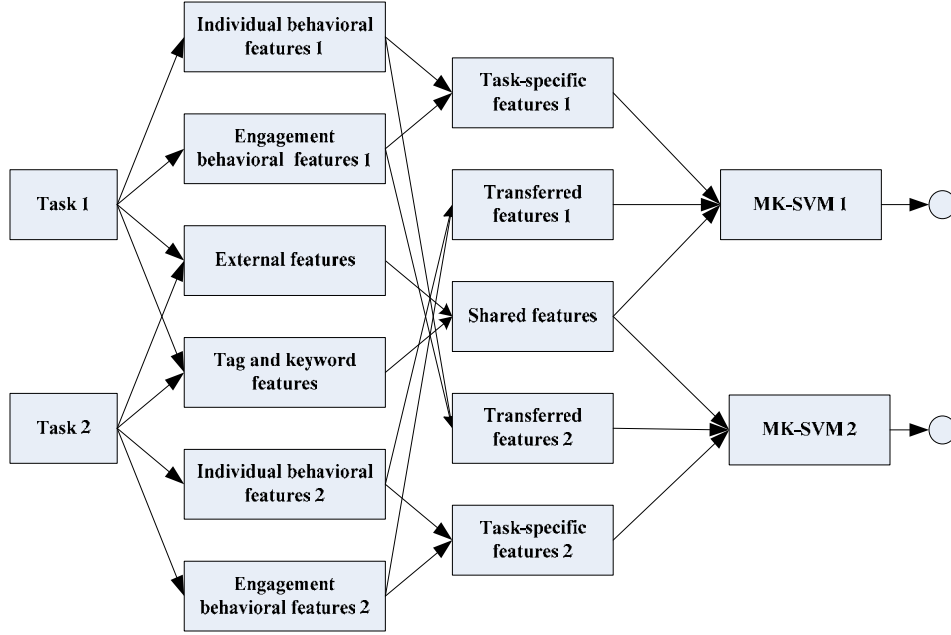 Task 1
Task 2
Individual behavioral
features 1
Engagement
behavioral features 1
External features
Tag and keyword
features
Individual behavioral
features 2
Engagement
behavioral features 2
Task-specific
features 1
Transferred
features 1
Shared features
Transferred
features 2
Task-specific
features 2
MK-SVM 1
MK-SVM 2